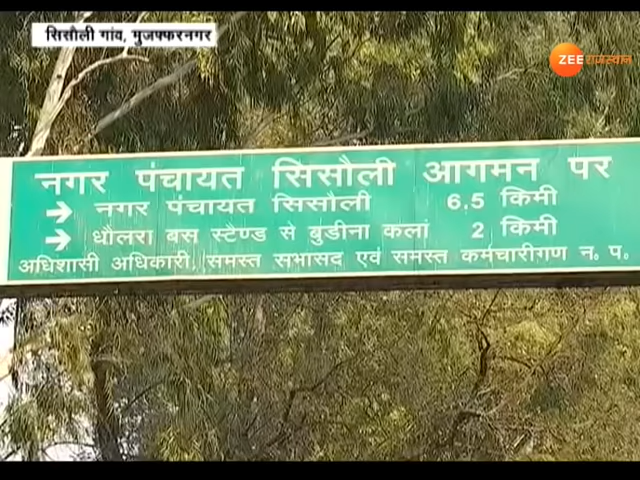 सिसौली गांव, मुजफ्फरनगर
ZEE राजस्थान
नगर पंचायत सिसौली आगमन पर
→ नगर पंचायत सिसौली 6.5 किमी
→ धौलरा बस स्टैण्ड से बुडीना कलां 2 किमी
अधिशासी अधिकारी, समस्त सभासद एवं समस्त कर्मचारीगण न. प.